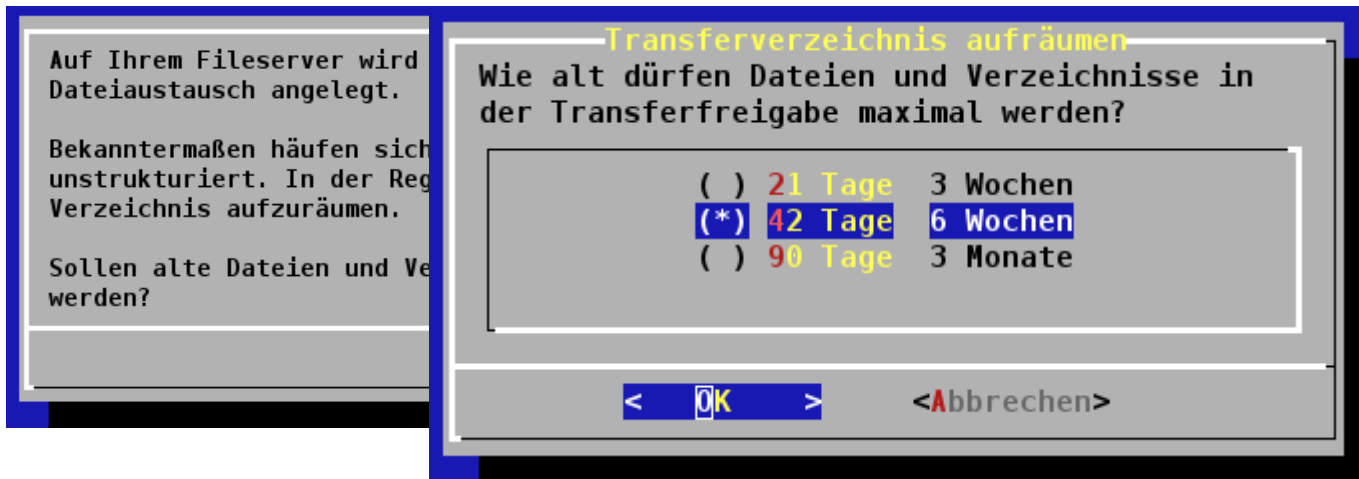 Auf Ihrem Fileserver wird
Dateiaustausch angelegt.
Bekanntermaßen häufen sich
unstrukturiert. In der Reg
Verzeichnis aufzuräumen.
Sollen alte Dateien und Ve
werden?
Transferverzeichnis aufräumen
Wie alt dürfen Dateien und Verzeichnisse in
der Transferfreigabe maximal werden?
( ) 21 Tage 3 Wochen
(*) 42 Tage 6 Wochen
( ) 90 Tage 3 Monate
< OK > <Abbrechen>